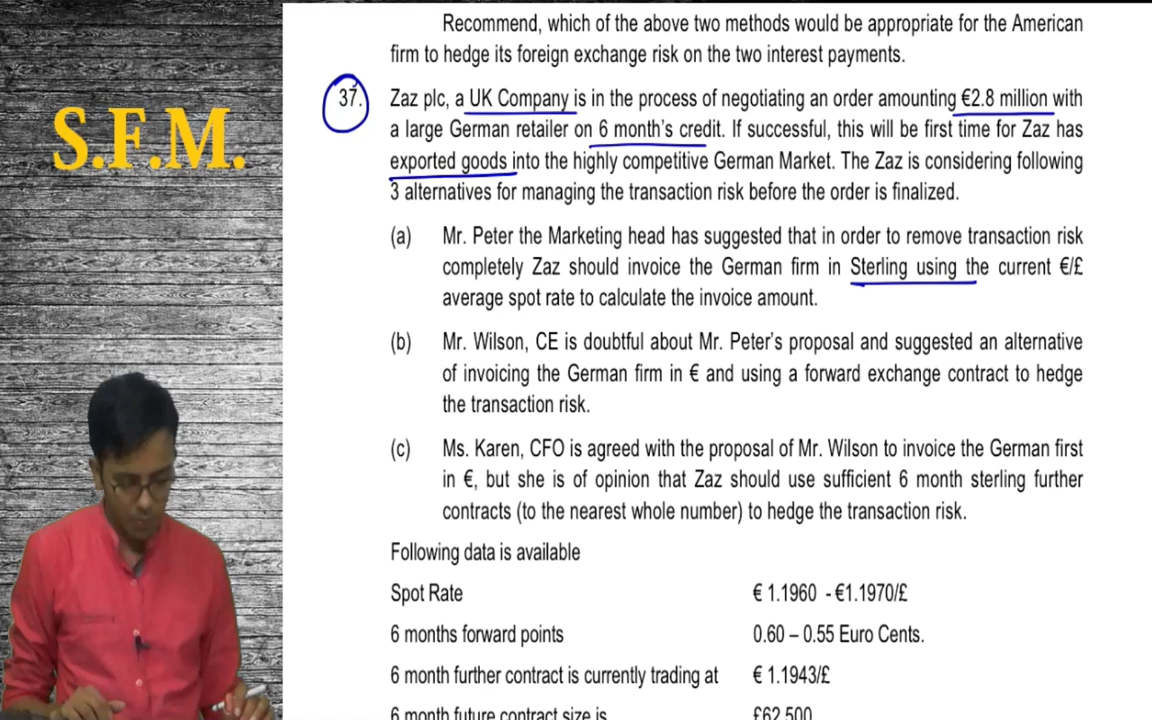 S.F.M.
Recommend, which of the above two methods would be appropriate for the American
firm to hedge its foreign exchange risk on the two interest payments.
37. Zaz plc, a UK Company is in the process of negotiating an order amounting €2.8 million with
a large German retailer on 6 month's credit. If successful, this will be first time for Zaz has
exported goods into the highly competitive German Market. The Zaz is considering following
3 alternatives for managing the transaction risk before the order is finalized.
(a) Mr. Peter the Marketing head has suggested that in order to remove transaction risk
completely Zaz should invoice the German firm in Sterling using the current €/£
average spot rate to calculate the invoice amount.
(b) Mr. Wilson, CE is doubtful about Mr. Peter's proposal and suggested an alternative
of invoicing the German firm in € and using a forward exchange contract to hedge
the transaction risk.
(c) Ms. Karen, CFO is agreed with the proposal of Mr. Wilson to invoice the German first
in €, but she is of opinion that Zaz should use sufficient 6 month sterling further
contracts (to the nearest whole number) to hedge the transaction risk.
Following data is available
Spot Rate € 1.1960 - €1.1970/£
6 months forward points 0.60 – 0.55 Euro Cents.
6 month further contract is currently trading at € 1.1943/£
6 month future contract size is £62,500